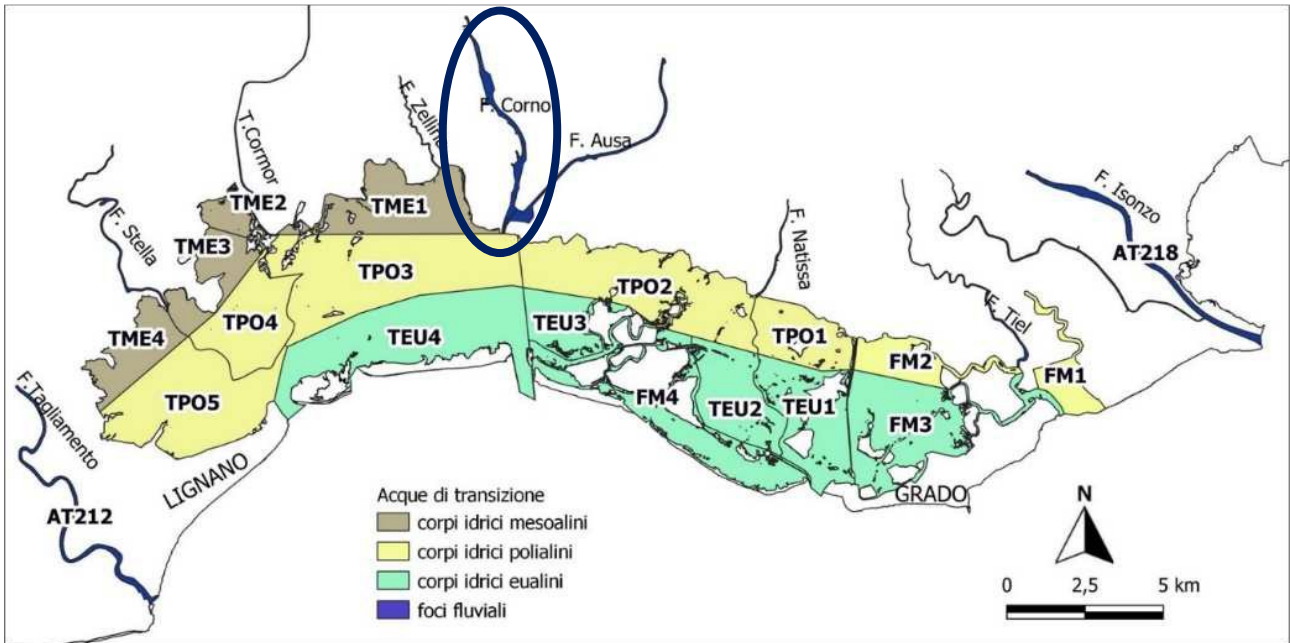 F. Corno
F. Zellina
F. Ausa
T.Cormor
F. Isonzo
TME2
TME1
F. Natissa
F. Stella
TME3
AT218
TPO3
TPO2
F. Tiel
TPO4
TEU3
TPO1
TME4
TEU4
FM2
FM1
F.Tagliamento
TPO5
FM4
TEU2
TEU1
FM3
LIGNANO
GRADO
AT212
Acque di transizione
corpi idrici mesoalini
corpi idrici polialini
corpi idrici eualini
foci fluviali
N
0 2,5 5 km